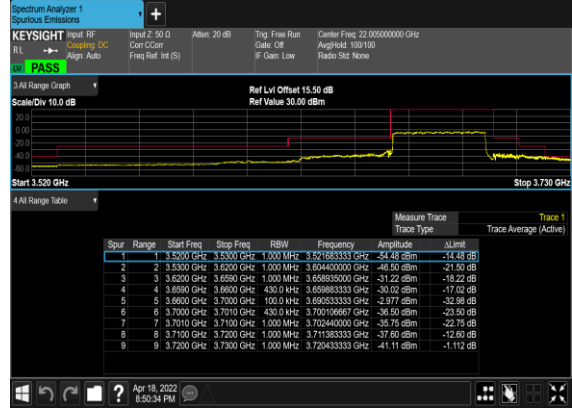 Spectrum Analyzer 1
Spurious Emissions
KEYSIGHT Input: RF Input Z: 50 Ω Atten: 20 dB Trig: Free Run Center Freq: 22.005000000 GHz
RL Coupling: DC Corr CCorr Gate: Off Avg|Hold: 100/100
Align: Auto Freq Ref: Int (S) IF Gain: Low Radio Std: None
PASS
3 All Range Graph
Ref Lvl Offset 15.50 dB
Scale/Div 10.0 dB Ref Value 30.00 dBm
20.0
0.00
-20.0
-40.0
-60.0
Start 3.520 GHz Stop 3.730 GHz
4 All Range Table
Measure Trace Trace 1
Trace Type Trace Average (Active)
Spur Range Start Freq Stop Freq RBW Frequency Amplitude ΔLimit
1 1 3.5200 GHz 3.5300 GHz 1.000 MHz 3.521683333 GHz -54.48 dBm -14.48 dB
2 2 3.5300 GHz 3.6200 GHz 1.000 MHz 3.604400000 GHz -46.50 dBm -21.50 dB
3 3 3.6200 GHz 3.6590 GHz 1.000 MHz 3.658935000 GHz -31.22 dBm -18.22 dB
4 4 3.6590 GHz 3.6600 GHz 430.0 kHz 3.659883333 GHz -30.02 dBm -17.02 dB
5 5 3.6600 GHz 3.7000 GHz 100.0 kHz 3.690533333 GHz -2.977 dBm -32.98 dB
6 6 3.7000 GHz 3.7010 GHz 430.0 kHz 3.700106667 GHz -36.50 dBm -23.50 dB
7 7 3.7010 GHz 3.7100 GHz 1.000 MHz 3.702440000 GHz -35.75 dBm -22.75 dB
8 8 3.7100 GHz 3.7200 GHz 1.000 MHz 3.711383333 GHz -37.60 dBm -12.60 dB
9 9 3.7200 GHz 3.7300 GHz 1.000 MHz 3.720433333 GHz -41.11 dBm -1.112 dB
? Apr 18, 2022
8:50:34 PM